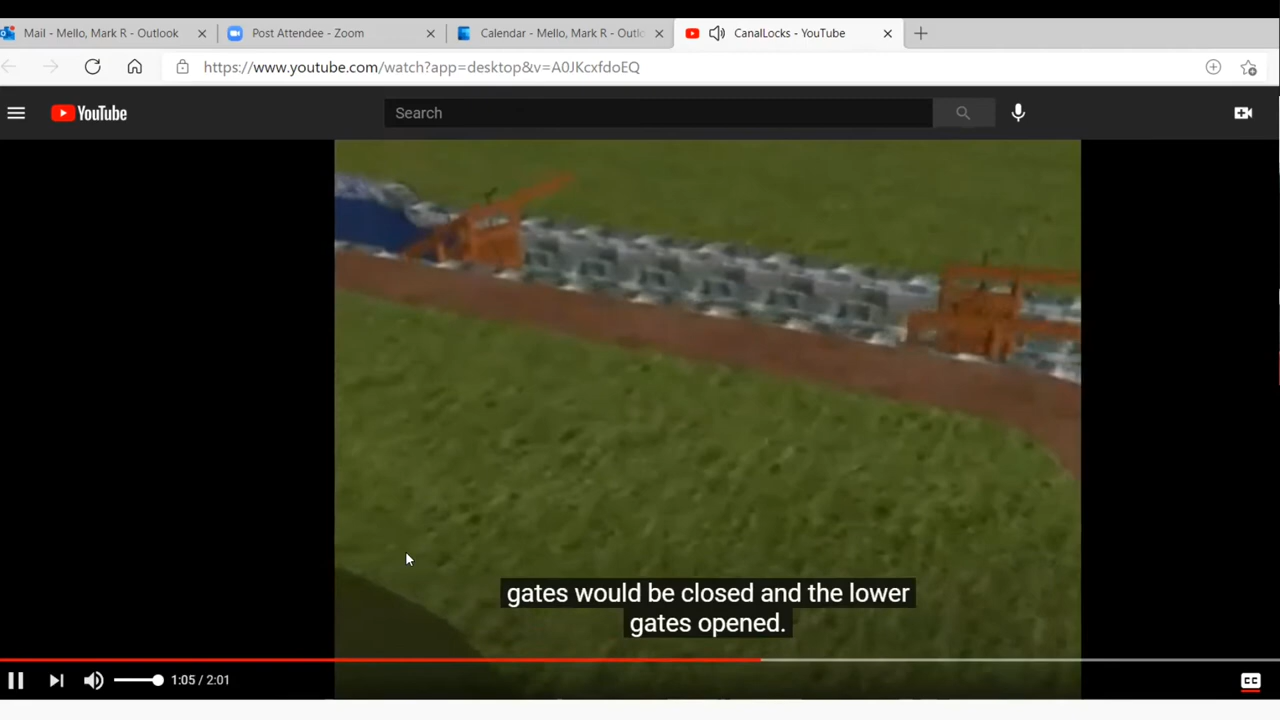 Mail - Mello, Mark R - Outlook
Post Attendee - Zoom
Calendar - Mello, Mark R - Outlo
CanalLocks - YouTube
https://www.youtube.com/watch?app=desktop&v=A0JKcxfdoEQ
YouTube
Search
gates would be closed and the lower
gates opened.
1:05 / 2:01
CC